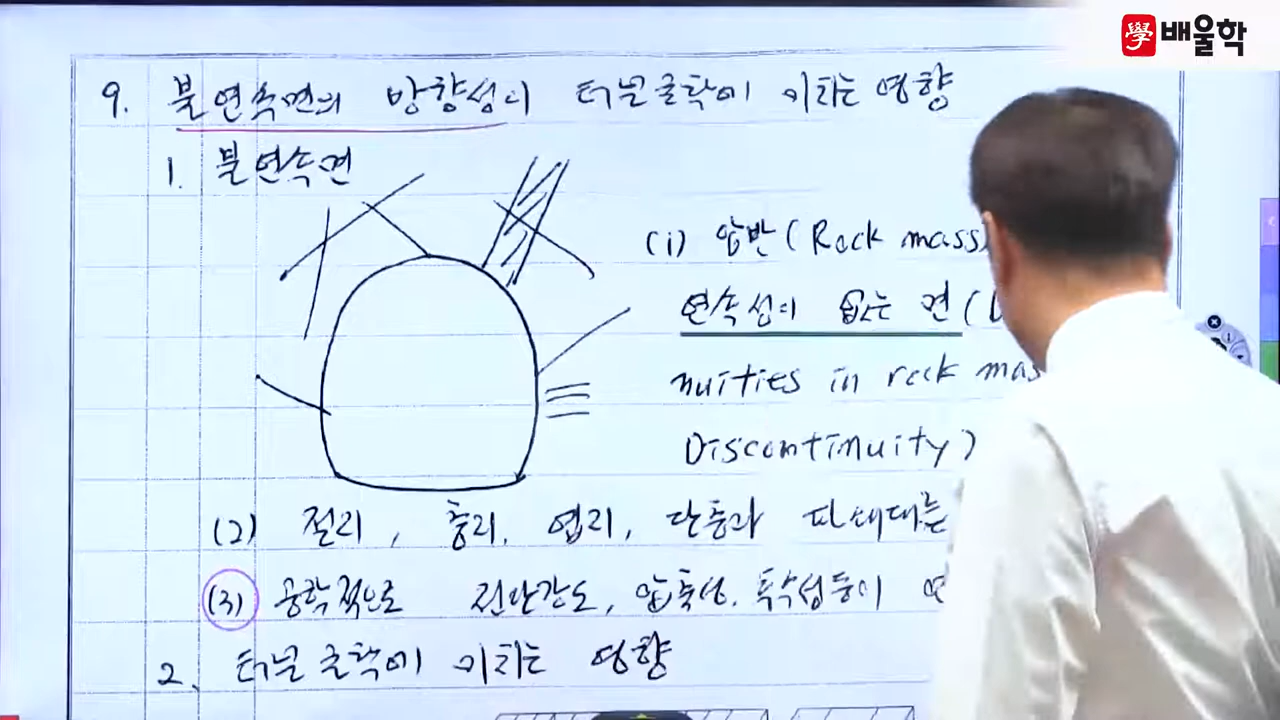 學 배울학
9. 불연속면의 방향성이 터널굴착에 미치는 영향
1. 불연속면
(1) 암반 (Rock mass
연속성이 없는 면 (
nuities in rock mas
Discontinuity)
(2) 절리, 층리, 엽리, 단층과 파쇄대를
(3) 공학적으로 전단강도, 압축성, 투수성등이
2. 터널굴착에 미치는 영향